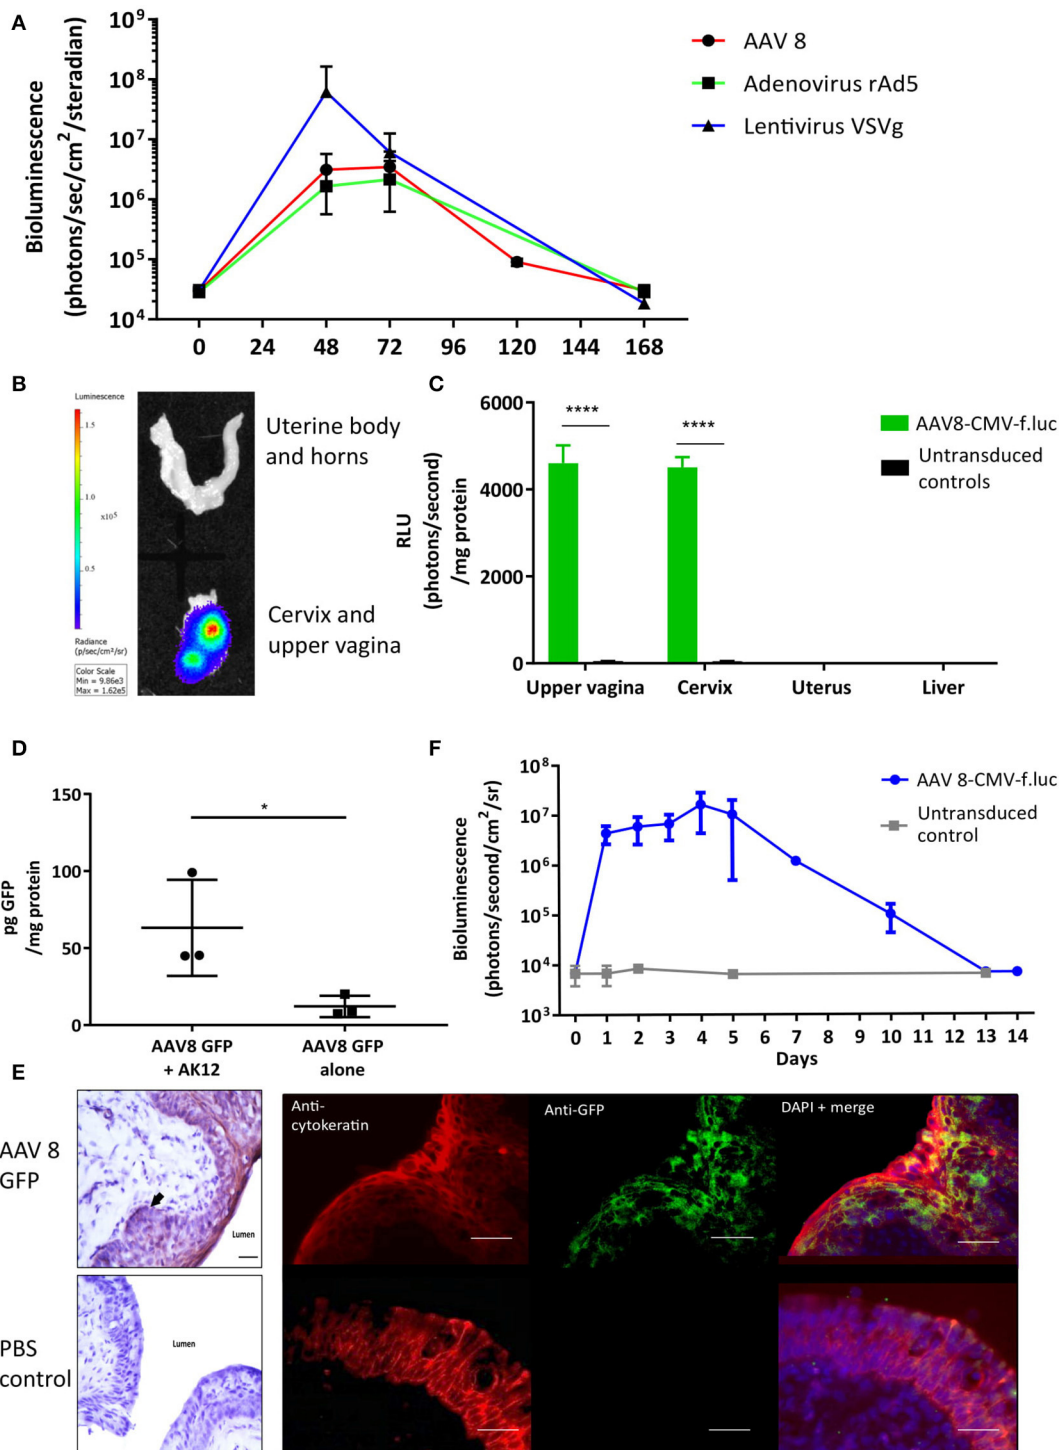 A
Bioluminescence
(photons/sec/cm²/steradian)
10⁹
10⁸
10⁷
10⁶
10⁵
10⁴
0 24 48 72 96 120 144 168
AAV 8
Adenovirus rAd5
Lentivirus VSVg
B
Luminescence
1.5
1.0
x10⁵
0.5
Radiance
(p/sec/cm²/sr)
Color Scale
Min = 9.86e3
Max = 1.62e5
Uterine body
and horns
Cervix and
upper vagina
C
RLU
(photons/second)
/mg protein
6000
4000
2000
0
****
****
AAV8-CMV-f.luc
Untransduced
controls
Upper vagina Cervix Uterus Liver
D
pg GFP
/mg protein
150
100
50
0
*
AAV8 GFP
+ AK12
AAV8 GFP
alone
F
Bioluminescence
(photons/second/cm²/sr)
10⁸
10⁷
10⁶
10⁵
10⁴
10³
0 1 2 3 4 5 7 8 9 10 11 12 13 14
Days
AAV 8-CMV-f.luc
Untransduced
control
E
AAV 8
GFP
Lumen
PBS
control
Lumen
Anti-
cytokeratin
Anti-GFP
DAPI + merge